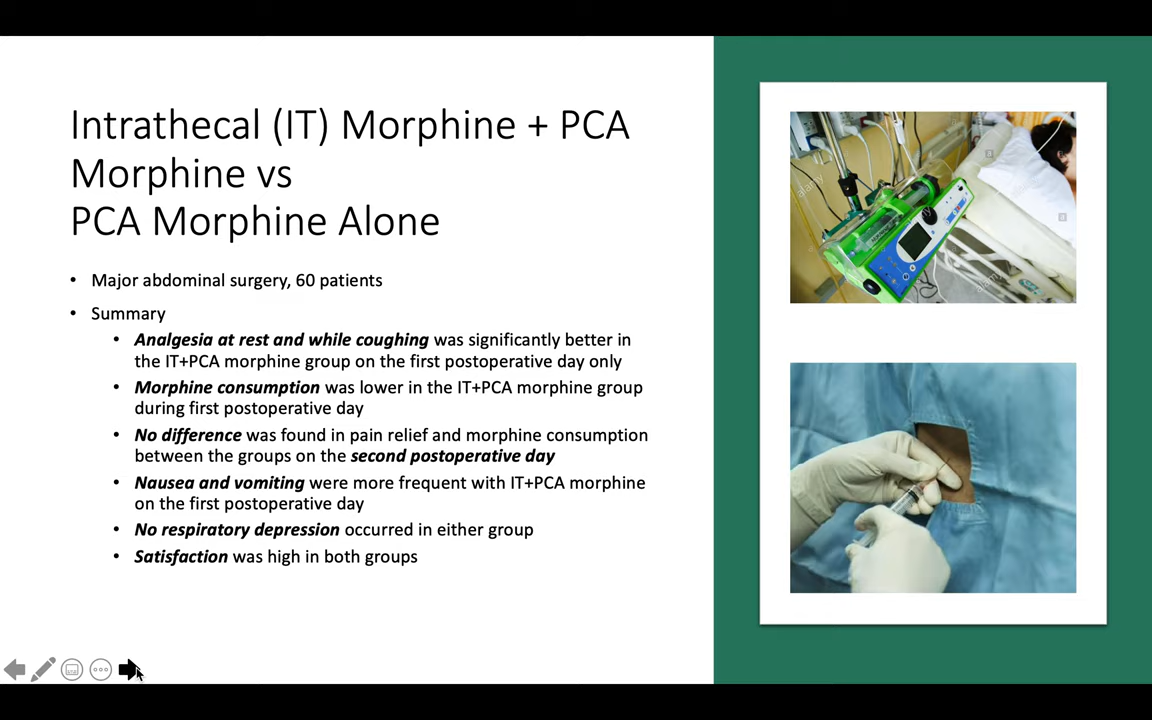 Intrathecal (IT) Morphine + PCA
Morphine vs
PCA Morphine Alone
• Major abdominal surgery, 60 patients
• Summary
• Analgesia at rest and while coughing was significantly better in
the IT+PCA morphine group on the first postoperative day only
• Morphine consumption was lower in the IT+PCA morphine group
during first postoperative day
• No difference was found in pain relief and morphine consumption
between the groups on the second postoperative day
• Nausea and vomiting were more frequent with IT+PCA morphine
on the first postoperative day
• No respiratory depression occurred in either group
• Satisfaction was high in both groups
alamy
a
a
alamy